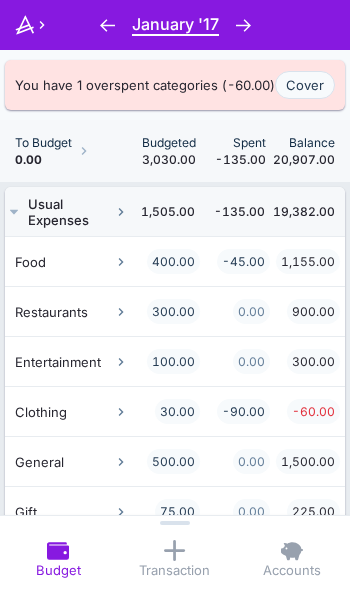 January '17
You have 1 overspent categories (-60.00) Cover
To Budget Budgeted Spent Balance
0.00 3,030.00 -135.00 20,907.00
Usual Expenses 1,505.00 -135.00 19,382.00
Food 400.00 -45.00 1,155.00
Restaurants 300.00 0.00 900.00
Entertainment 100.00 0.00 300.00
Clothing 30.00 -90.00 -60.00
General 500.00 0.00 1,500.00
Gift 75.00 0.00 225.00
Budget Transaction Accounts